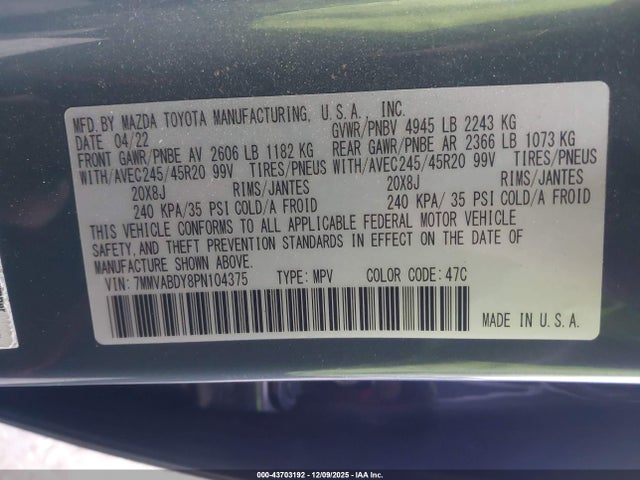 MFD. BY MAZDA TOYOTA MANUFACTURING, U.S.A. INC.
DATE 04/22 GVWR/PNBV 4945 LB 2243 KG
FRONT GAWR/PNBE AV 2606 LB 1182 KG REAR GAWR/PNBE AR 2366 LB 1073 KG
WITH/AVEC245/45R20 99V TIRES/PNEUS WITH/AVEC245/45R20 99V TIRES/PNEUS
20X8J RIMS/JANTES 20X8J RIMS/JANTES
240 KPA/35 PSI COLD/A FROID 240 KPA/35 PSI COLD/A FROID
THIS VEHICLE CONFORMS TO ALL APPLICABLE FEDERAL MOTOR VEHICLE
SAFETY, AND THEFT PREVENTION STANDARDS IN EFFECT ON THE DATE OF
MANUFACTURE SHOWN ABOVE.
VIN: 7MMVABDY8PN104375 TYPE: MPV COLOR CODE: 47C
MADE IN U.S.A.
000-43703192 - 12/09/2025 - IAA Inc.